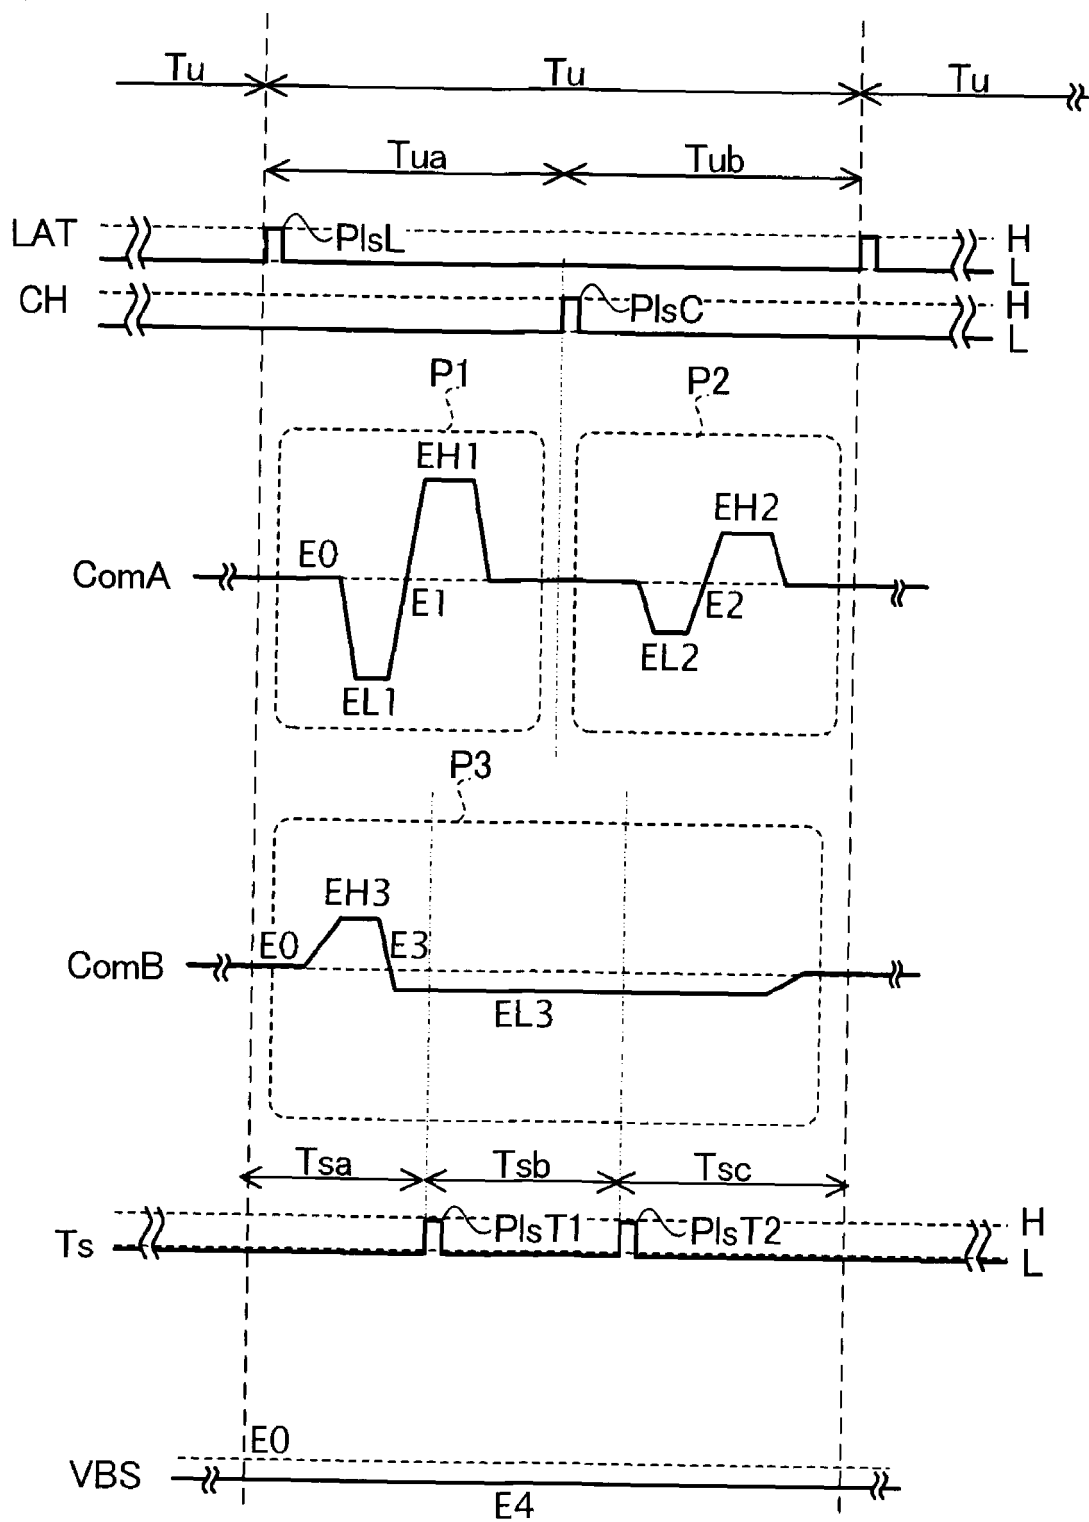 Tu Tu Tu
Tua Tub
LAT PlsL H
L
CH PlsC H
L
P1 P2
EH1 EH2
E0
ComA E1 E2
EL1 EL2
P3
EH3
E0 E3
ComB
EL3
Tsa Tsb Tsc
Ts PlsT1 PlsT2 H
L
E0
VBS
E4